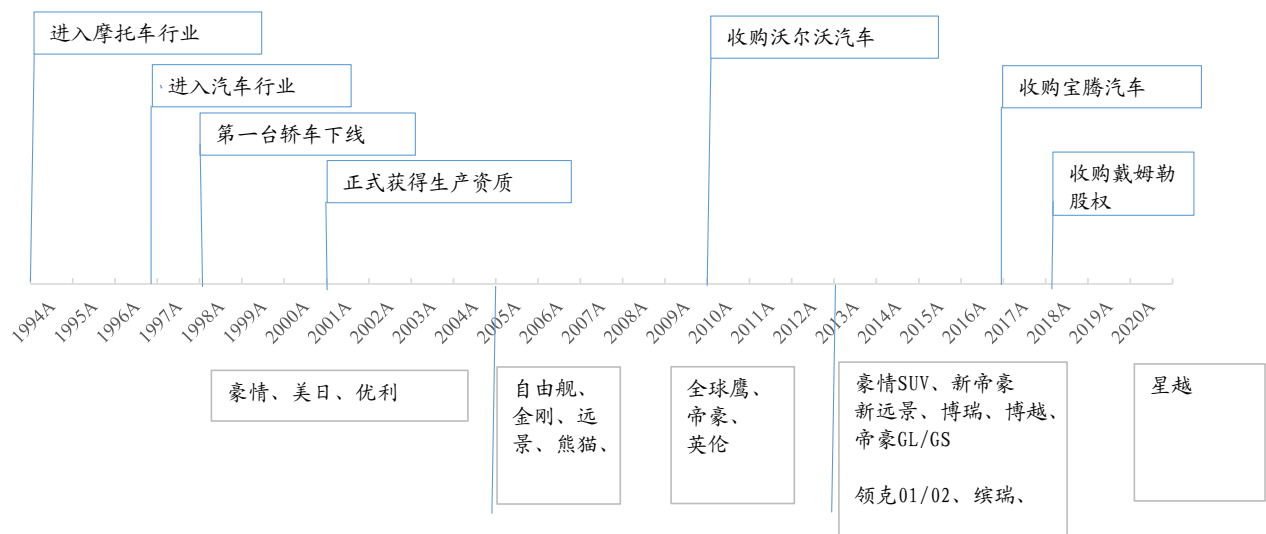 进入摩托车行业
收购沃尔沃汽车
进入汽车行业
收购宝腾汽车
第一台轿车下线
正式获得生产资质
收购戴姆勒
股权
1994A
1995A
1996A
1997A
1998A
1999A
2000A
2001A
2002A
2003A
2004A
2005A
2006A
2007A
2008A
2009A
2010A
2011A
2012A
2013A
2014A
2015A
2016A
2017A
2018A
2019A
2020A
豪情、美日、优利
自由舰、
金刚、远
景、熊猫、
全球鹰、
帝豪、
英伦
豪情SUV、新帝豪
新远景、博瑞、博越、
帝豪GL/GS
领克01/02、缤瑞、
星越